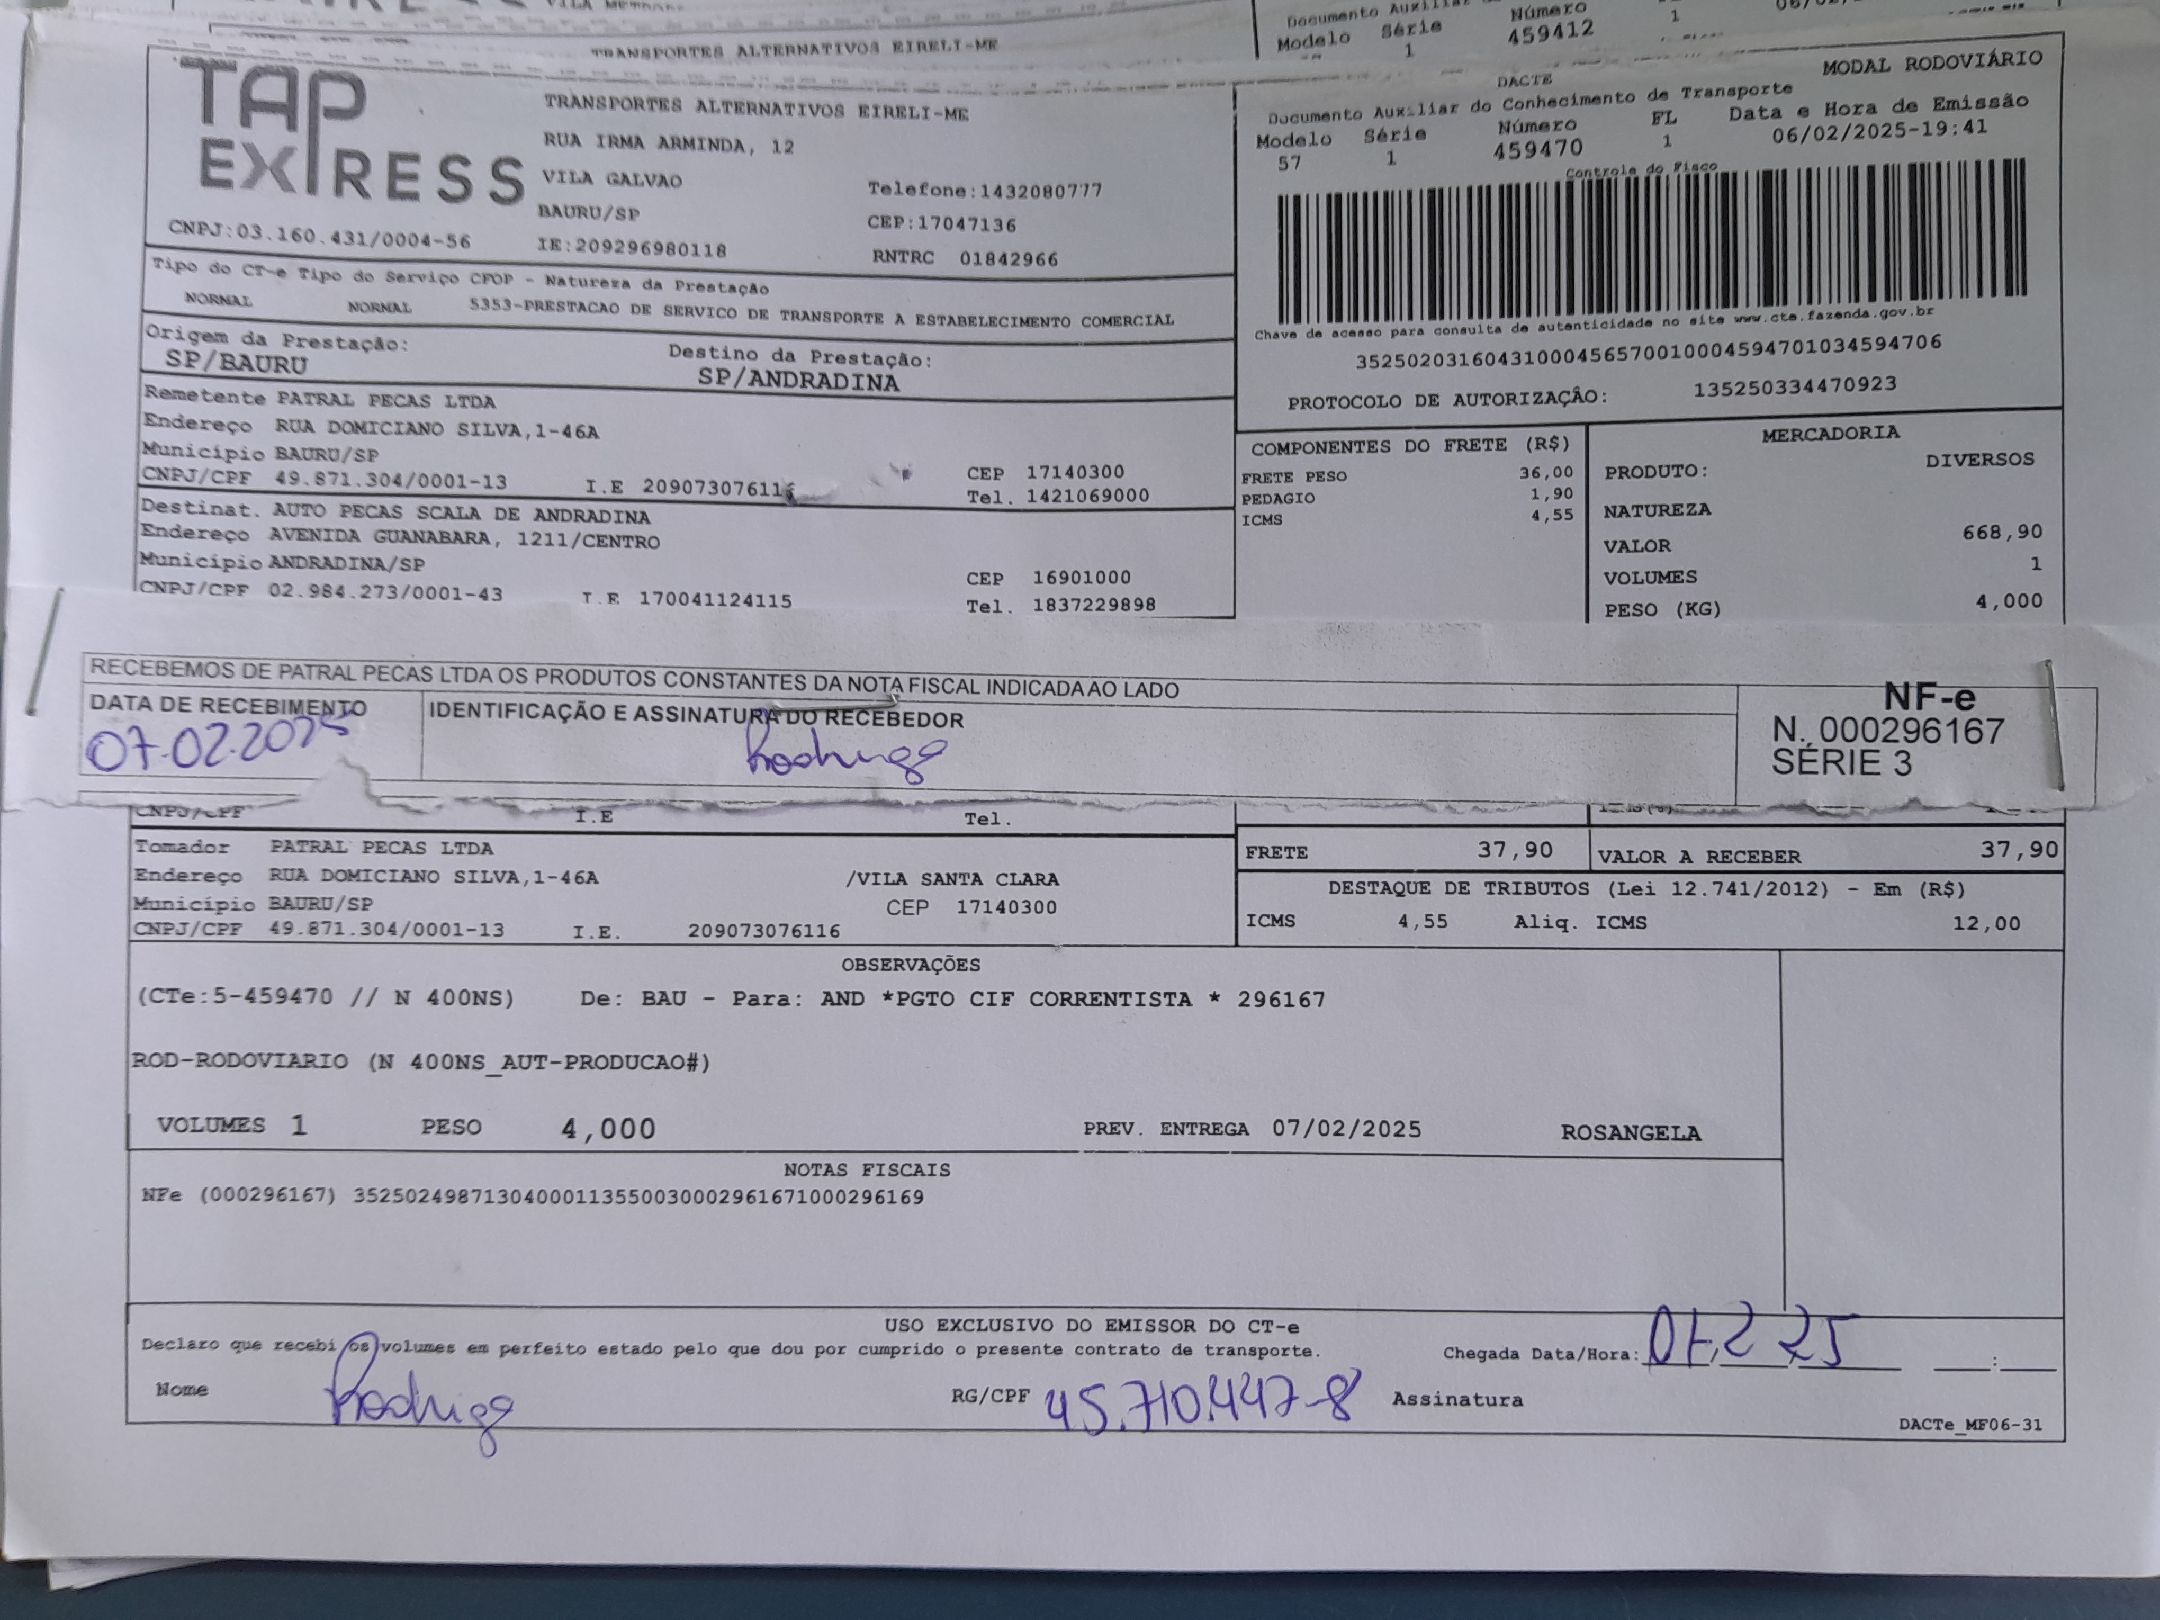 TRANSPORTES ALTERNATIVOS EIRELI-ME
Documento
Modelo Série Número
1 459412 1
TAP
EXPRESS
TRANSPORTES ALTERNATIVOS EIRELI-ME
RUA IRMA ARMINDA, 12
VILA GALVAO
BAURU/SP
Telefone:1432080777
CEP:17047136
CNPJ:03.160.431/0004-56 IE:209296980118 RNTRC 01842966
DACTE MODAL RODOVIÁRIO
Documento Auxiliar do Conhecimento de Transporte
Modelo Série Número FL Data e Hora de Emissão
57 1 459470 1 06/02/2025-19:41
Controle do Fisco
Chave de acesso para consulta de autenticidade no site www.cte.fazenda.gov.br
35250203160431000456570010004594701034594706
PROTOCOLO DE AUTORIZAÇÂO: 135250334470923
Tipo do CT-e Tipo do Serviço CFOP - Natureza da Prestação
NORMAL NORMAL 5353-PRESTACAO DE SERVICO DE TRANSPORTE A ESTABELECIMENTO COMERCIAL
Origem da Prestação: Destino da Prestação:
SP/BAURU SP/ANDRADINA
Remetente PATRAL PECAS LTDA
Endereço RUA DOMICIANO SILVA,1-46A
Município BAURU/SP CEP 17140300
CNPJ/CPF 49.871.304/0001-13 I.E 209073076116 Tel. 1421069000
Destinat. AUTO PECAS SCALA DE ANDRADINA
Endereço AVENIDA GUANABARA, 1211/CENTRO
Município ANDRADINA/SP CEP 16901000
CNPJ/CPF 02.984.273/0001-43 I.E 170041124115 Tel. 1837229898
COMPONENTES DO FRETE (R$)
FRETE PESO 36,00
PEDAGIO 1,90
ICMS 4,55
MERCADORIA
PRODUTO: DIVERSOS
NATUREZA
VALOR 668,90
VOLUMES 1
PESO (KG) 4,000
RECEBEMOS DE PATRAL PECAS LTDA OS PRODUTOS CONSTANTES DA NOTA FISCAL INDICADA AO LADO
DATA DE RECEBIMENTO IDENTIFICAÇÃO E ASSINATURA DO RECEBEDOR
07.02.2025 Rodrigo
NF-e
N. 000296167
SÉRIE 3
CNPJ/CPF I.E Tel.
Tomador PATRAL PECAS LTDA
Endereço RUA DOMICIANO SILVA,1-46A /VILA SANTA CLARA
Município BAURU/SP CEP 17140300
CNPJ/CPF 49.871.304/0001-13 I.E. 209073076116
FRETE 37,90 VALOR A RECEBER 37,90
DESTAQUE DE TRIBUTOS (Lei 12.741/2012) - Em (R$)
ICMS 4,55 Aliq. ICMS 12,00
OBSERVAÇÕES
(CTe:5-459470 // N 400NS) De: BAU - Para: AND *PGTO CIF CORRENTISTA * 296167
ROD-RODOVIARIO (N 400NS_AUT-PRODUCAO#)
VOLUMES 1 PESO 4,000 PREV. ENTREGA 07/02/2025 ROSANGELA
NOTAS FISCAIS
NFe (000296167) 35250249871304000113550030002961671000296169
USO EXCLUSIVO DO EMISSOR DO CT-e
Declaro que recebi os volumes em perfeito estado pelo que dou por cumprido o presente contrato de transporte. Chegada Data/Hora: 07.2 25 :
Nome Rodrigo RG/CPF 45.710.447-8 Assinatura
DACTe_MF06-31